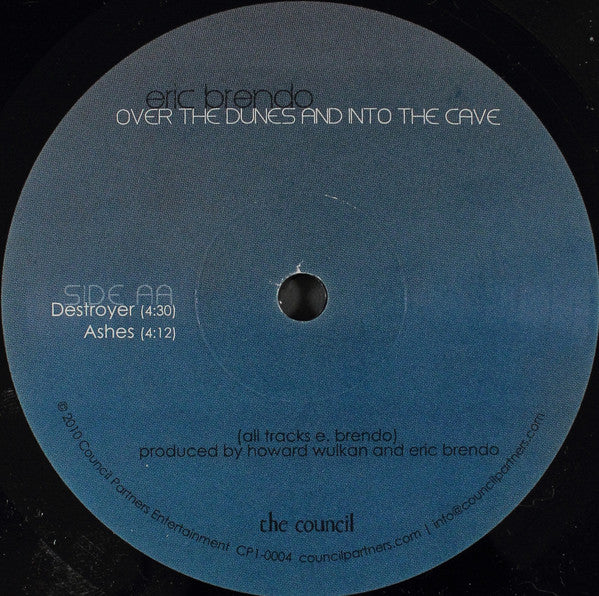 eric brendo
OVER THE DUNES AND INTO THE CAVE
SIDE AA
Destroyer (4:30)
Ashes (4:12)
(all tracks e. brendo)
produced by howard wulkan and eric brendo
the council
© 2010 Council Partners Entertainment CP1-0004 councilpartners.com | info@councilpartners.com